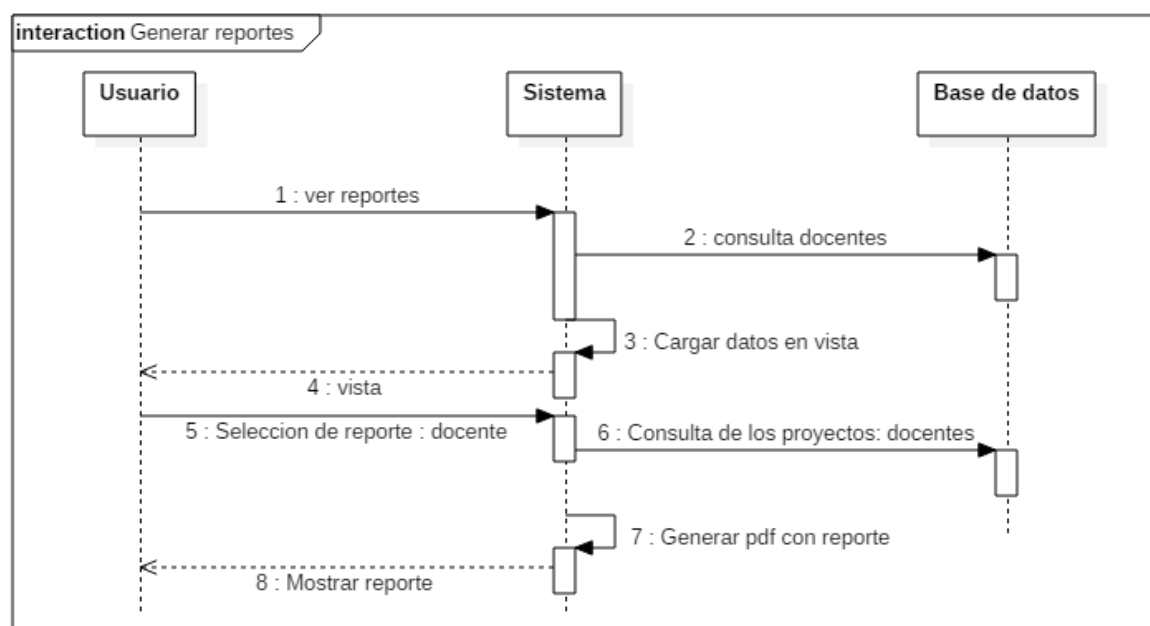 interaction Generar reportes
Usuario
Sistema
Base de datos
1 : ver reportes
2 : consulta docentes
3 : Cargar datos en vista
4 : vista
5 : Seleccion de reporte : docente
6 : Consulta de los proyectos: docentes
7 : Generar pdf con reporte
8 : Mostrar reporte